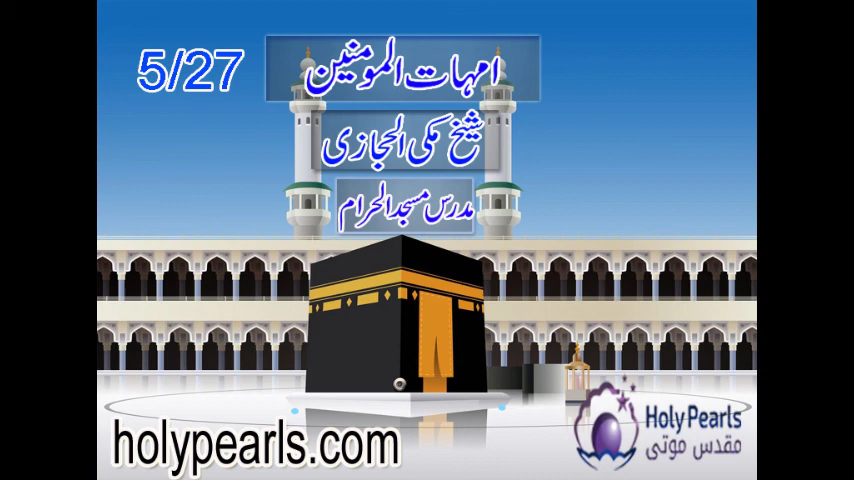 5/27
امہات المومنین
شیخ مکی الحجازی
مدرس مسجد الحرام
holypearls.com
Holy Pearls
مقدس موتی